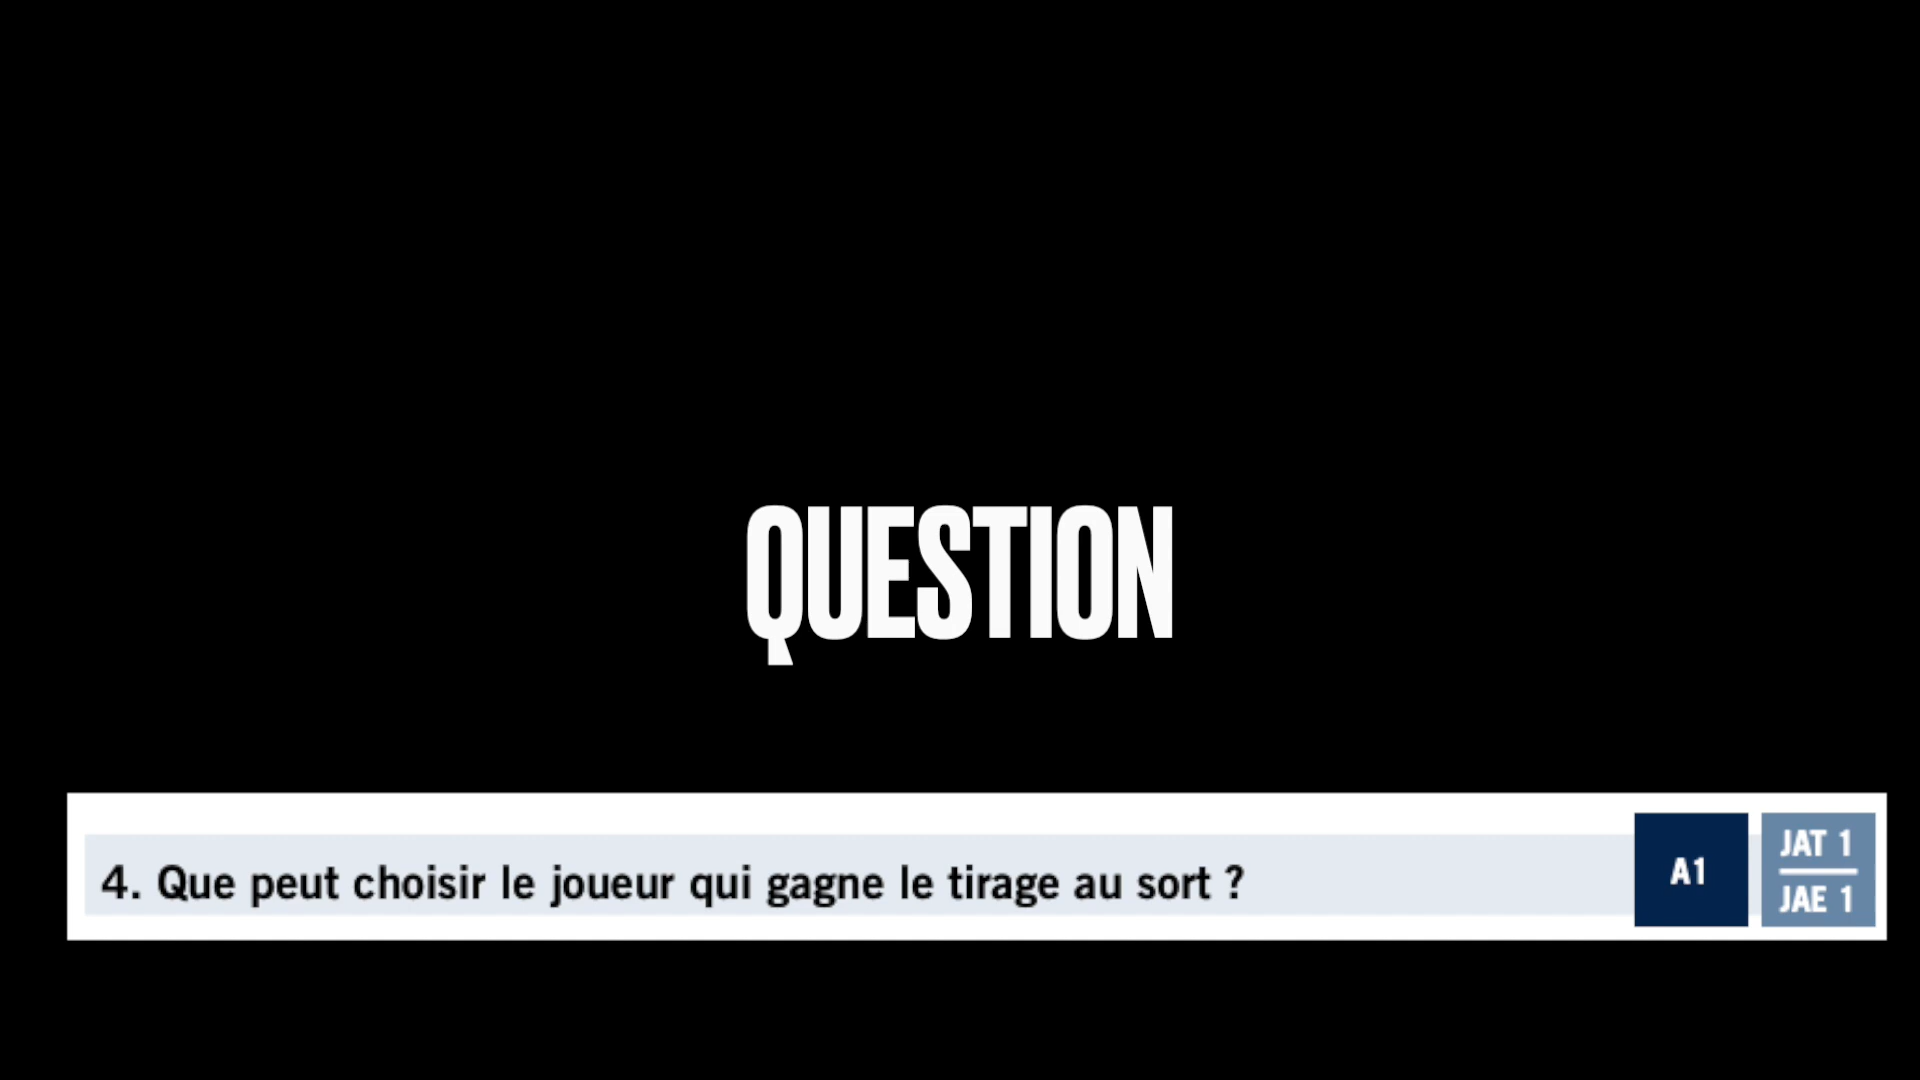 QUESTION
4. Que peut choisir le joueur qui gagne le tirage au sort ?
A1
JAT 1
JAE 1